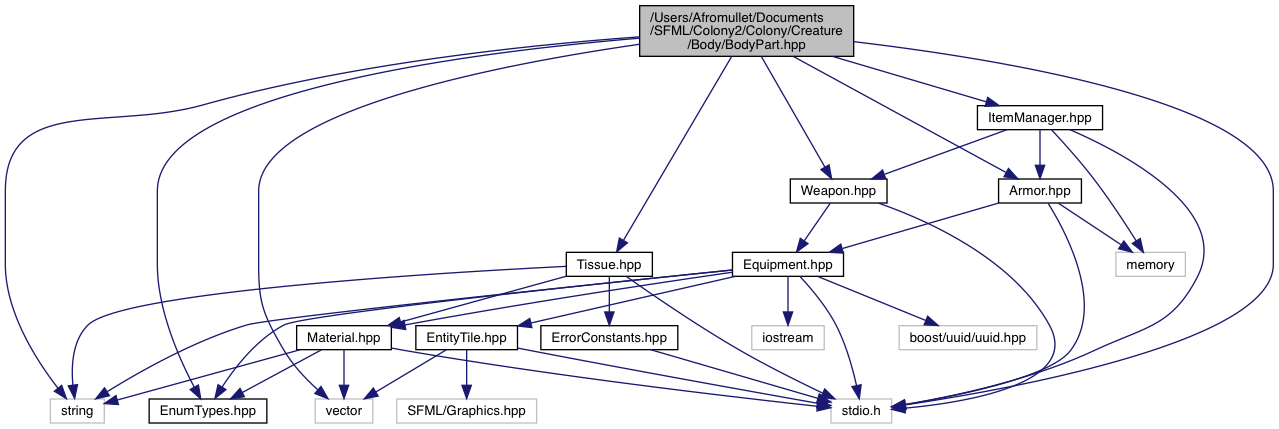 /Users/Afromullet/Documents
/SFML/Colony2/Colony/Creature
/Body/BodyPart.hpp
ItemManager.hpp
Weapon.hpp
Armor.hpp
Tissue.hpp
Equipment.hpp
memory
Material.hpp
EntityTile.hpp
ErrorConstants.hpp
iostream
boost/uuid/uuid.hpp
string
EnumTypes.hpp
vector
SFML/Graphics.hpp
stdio.h